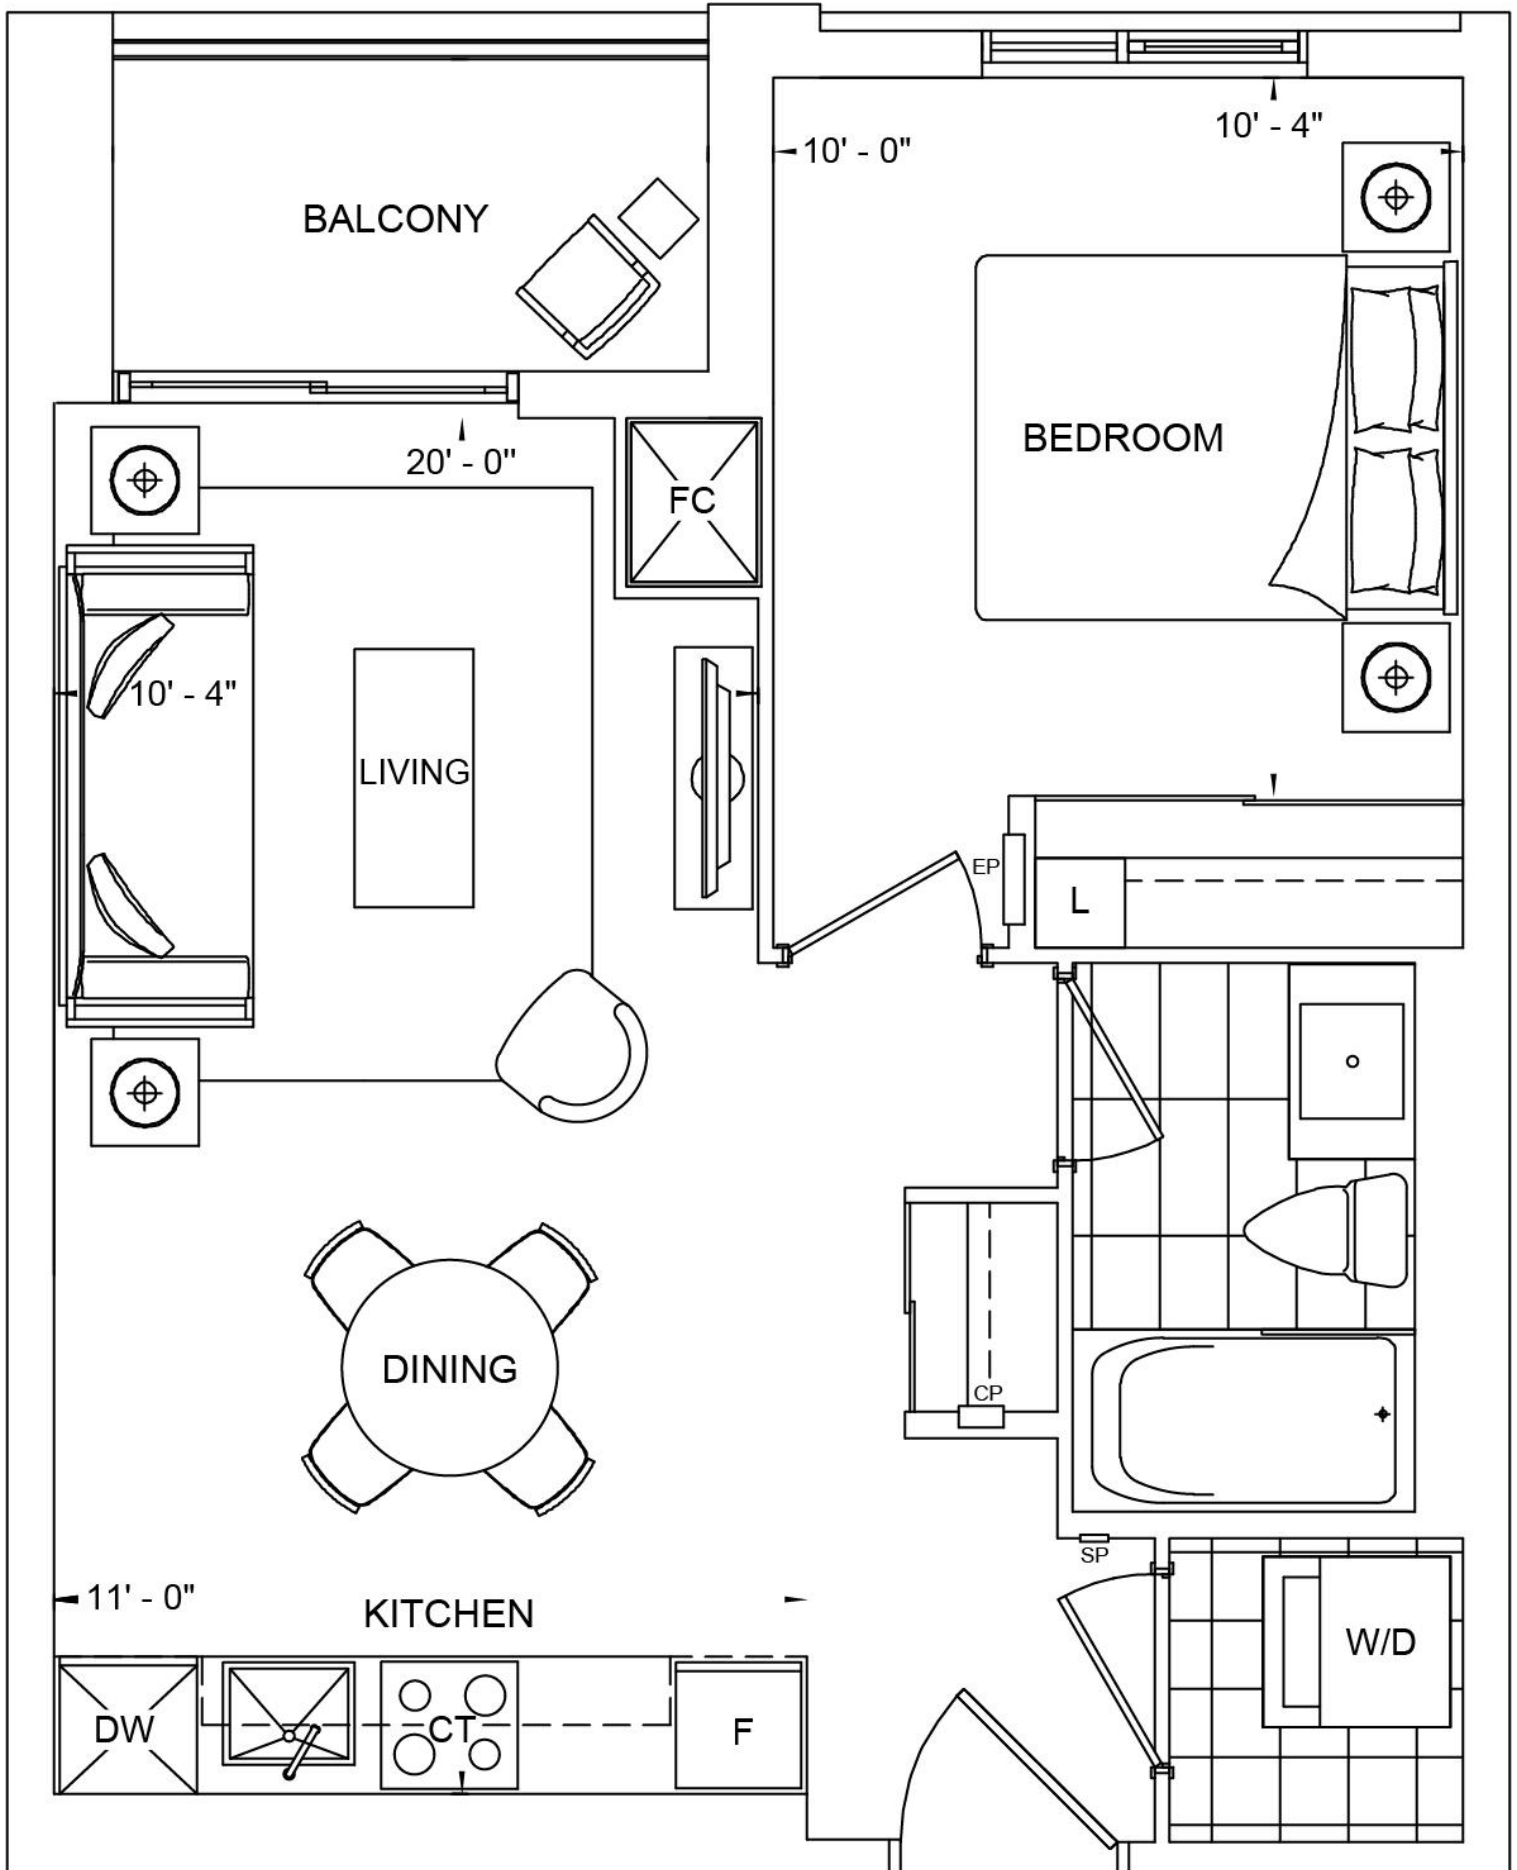 10' - 4"
10' - 0"
BALCONY
BEDROOM
20' - 0"
FC
10' - 4"
LIVING
EP
L
DINING
CP
SP
11' - 0"
KITCHEN
W/D
DW
CT
F